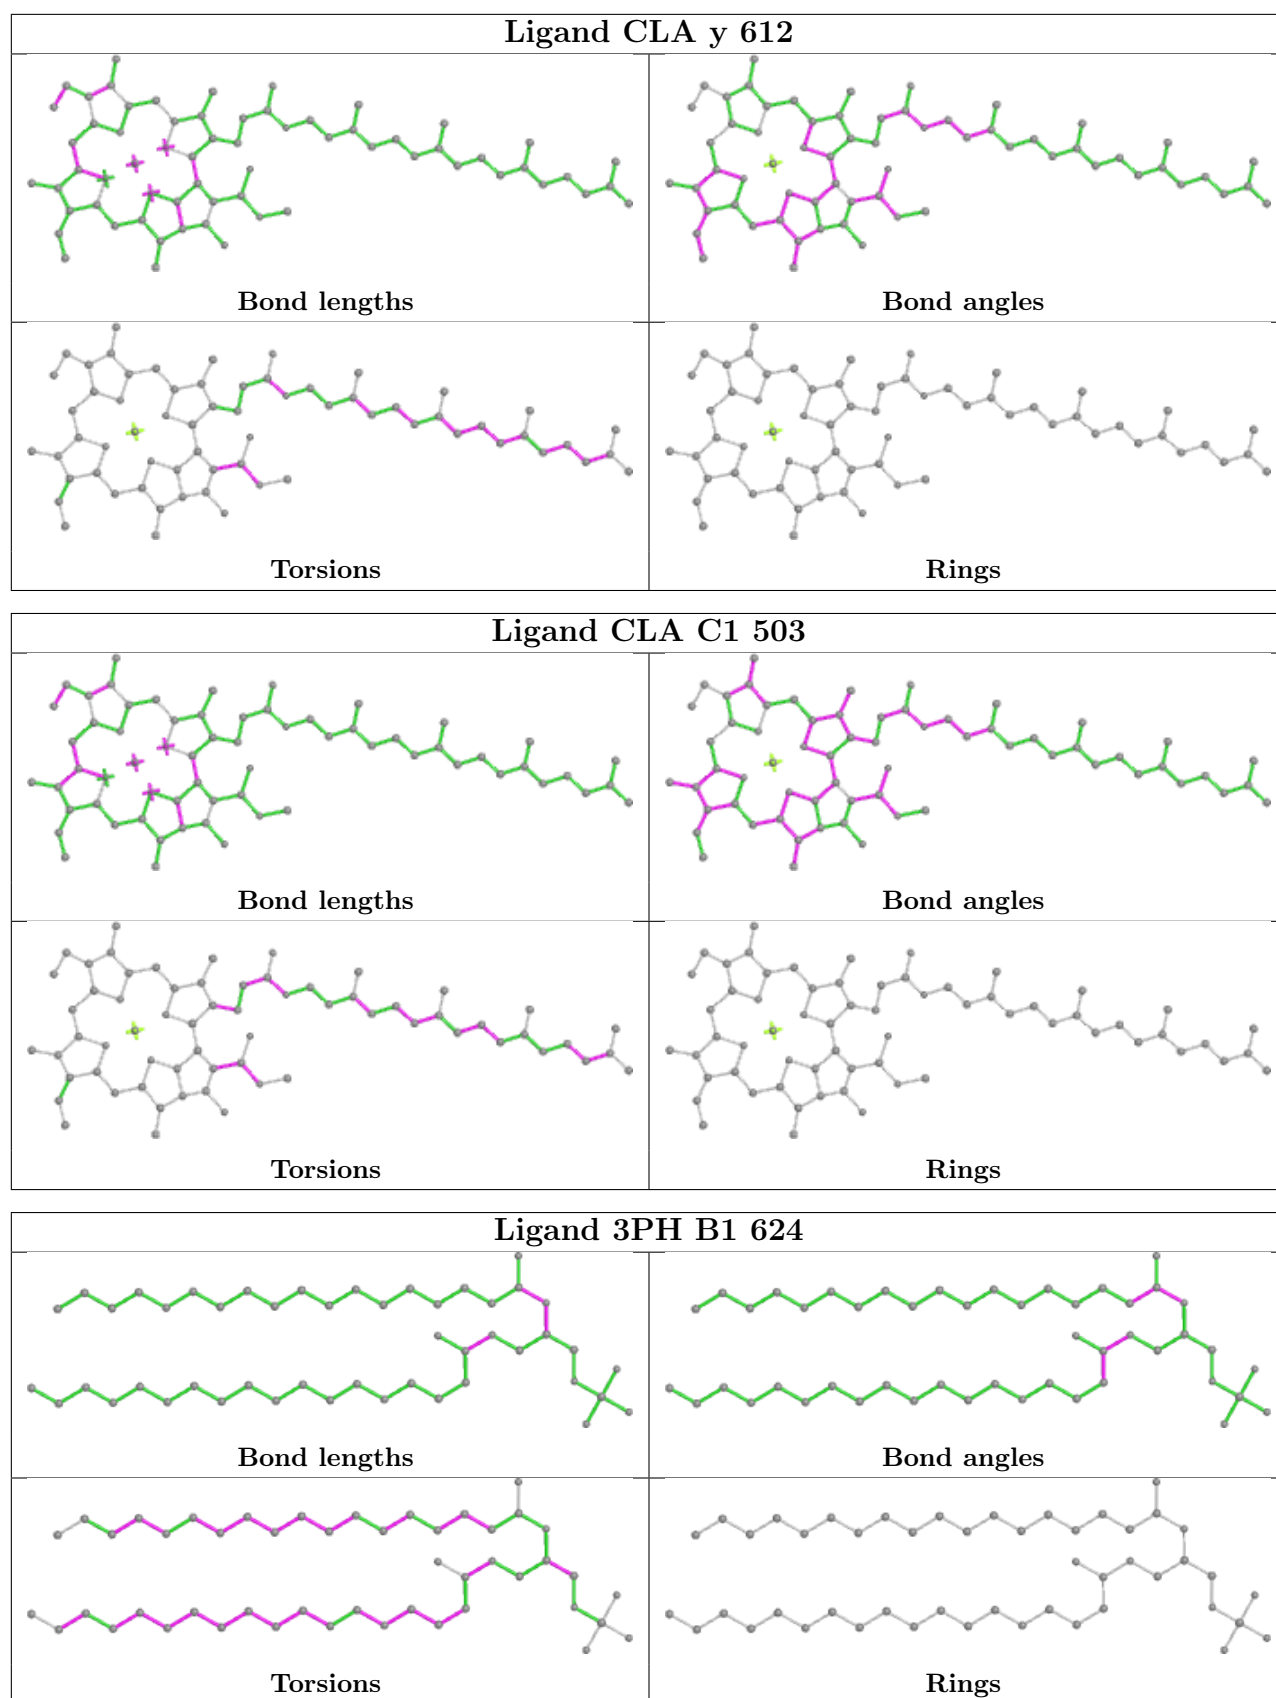 Ligand CLA y 612
Bond lengths
Bond angles
Torsions
Rings
Ligand CLA C1 503
Bond lengths
Bond angles
Torsions
Rings
Ligand 3PH B1 624
Bond lengths
Bond angles
Torsions
Rings